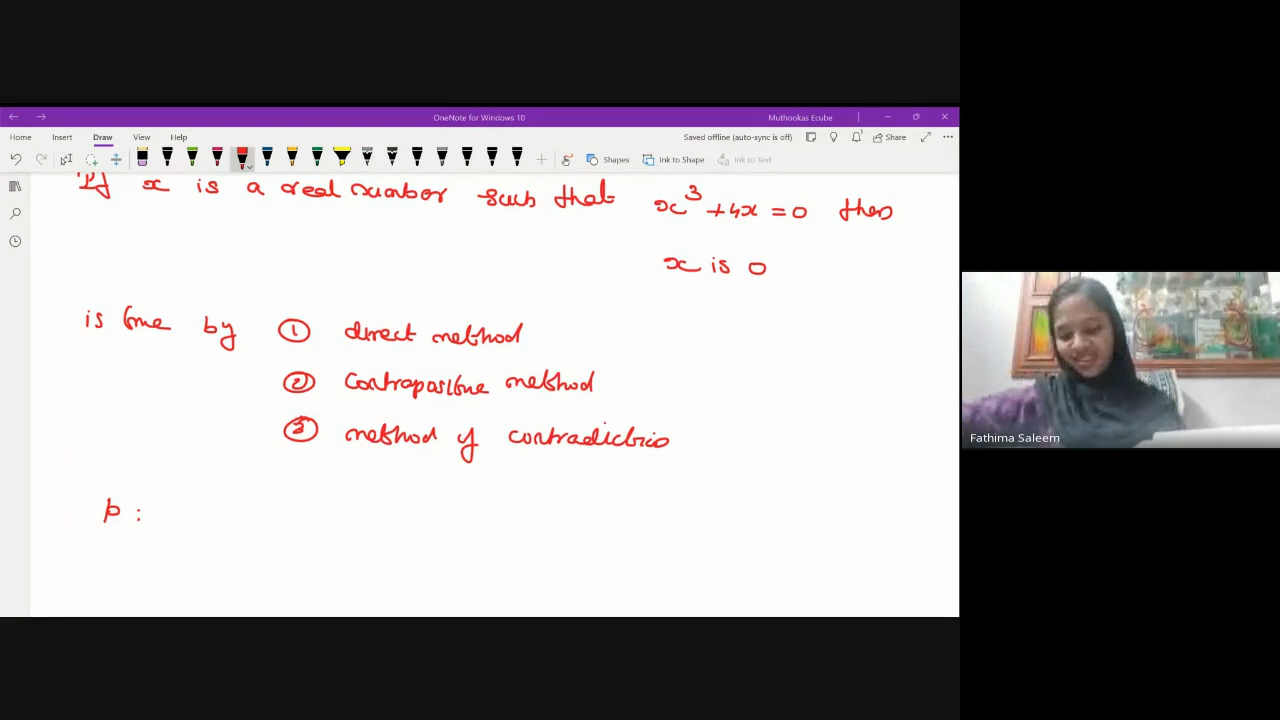 OneNote for Windows 10
Muthookas Ecube
Home Insert Draw View Help
Saved offline (auto-sync is off)
Share
Shapes
Ink to Shape
Ink to Text
If x is a real number such that x³ + 4x = 0 then
x is 0
is true by ① direct method
② contrapositive method
③ method of contradiction
p :
Fathima Saleem